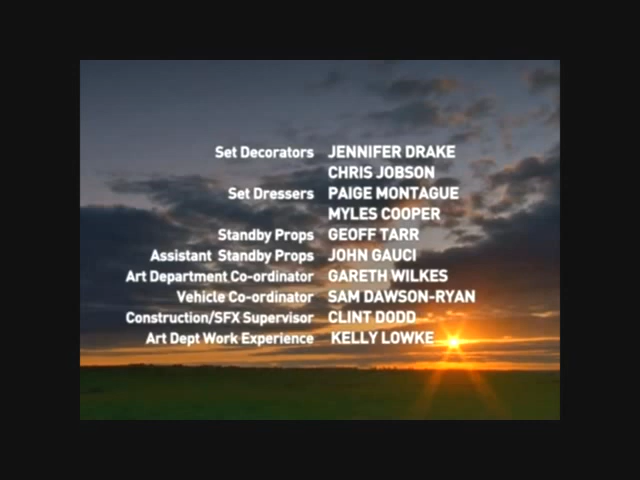 Set Decorators JENNIFER DRAKE
CHRIS JOBSON
Set Dressers PAIGE MONTAGUE
MYLES COOPER
Standby Props GEOFF TARR
Assistant Standby Props JOHN GAUCI
Art Department Co-ordinator GARETH WILKES
Vehicle Co-ordinator SAM DAWSON-RYAN
Construction/SFX Supervisor CLINT DODD
Art Dept Work Experience KELLY LOWKE